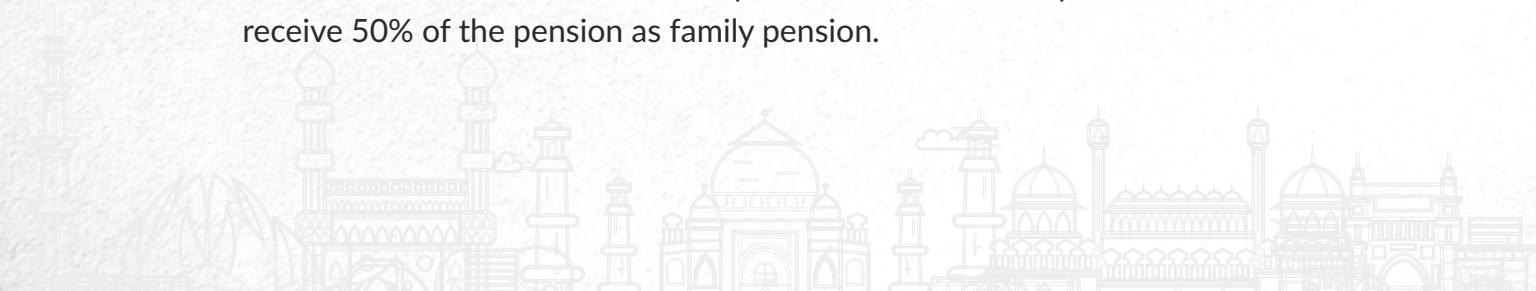 receive 50% of the pension as family pension.